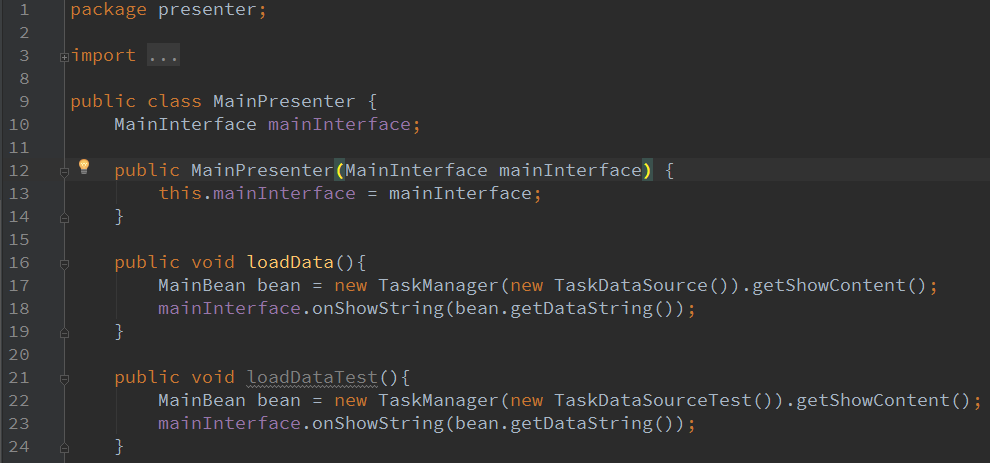 1 package presenter;
2
3 import ...
8
9 public class MainPresenter {
10     MainInterface mainInterface;
11
12     public MainPresenter(MainInterface mainInterface) {
13         this.mainInterface = mainInterface;
14     }
15
16     public void loadData(){
17         MainBean bean = new TaskManager(new TaskDataSource()).getShowContent();
18         mainInterface.onShowString(bean.getDataString());
19     }
20
21     public void loadDataTest(){
22         MainBean bean = new TaskManager(new TaskDataSourceTest()).getShowContent();
23         mainInterface.onShowString(bean.getDataString());
24     }